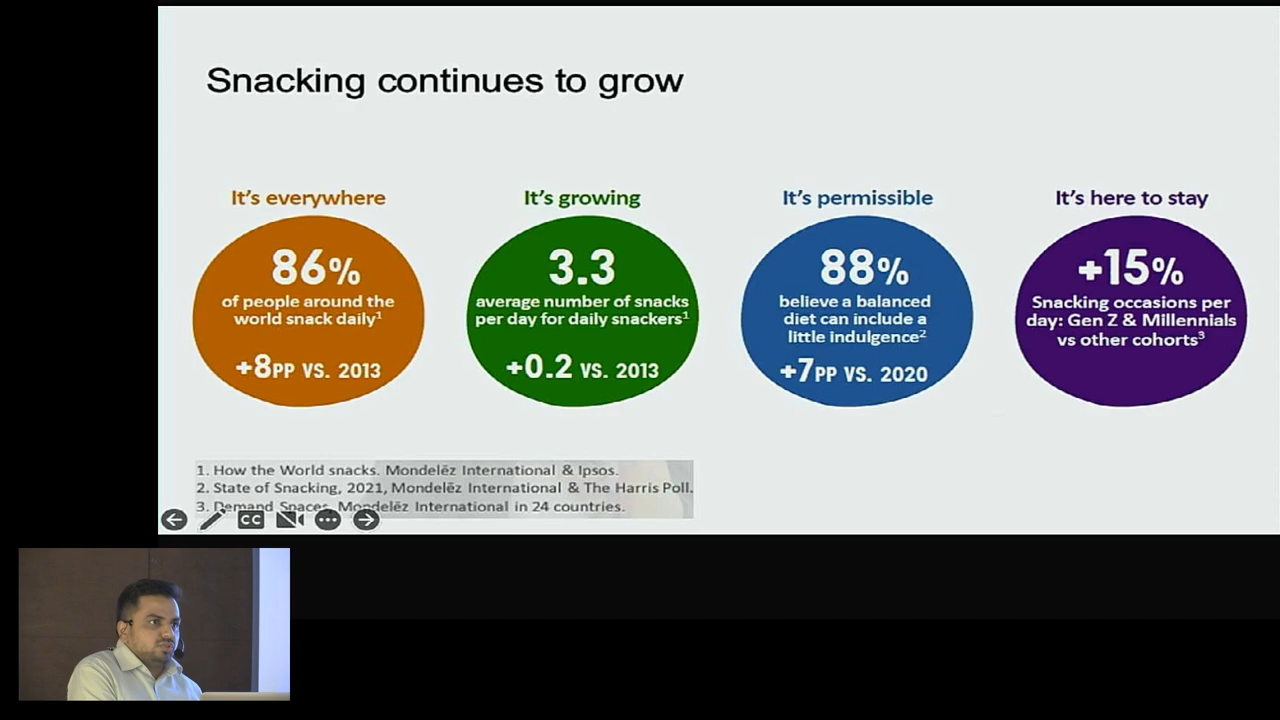 Snacking continues to grow
It's everywhere
86%
of people around the
world snack daily1
+8PP VS. 2013
It's growing
3.3
average number of snacks
per day for daily snackers1
+0.2 VS. 2013
It's permissible
88%
believe a balanced
diet can include a
little indulgence2
+7PP VS. 2020
It's here to stay
+15%
Snacking occasions per
day: Gen Z & Millennials
vs other cohorts3
1. How the World snacks. Mondelēz International & Ipsos.
2. State of Snacking, 2021, Mondelēz International & The Harris Poll.
3. Demand Spaces, Mondelēz International in 24 countries.
CC